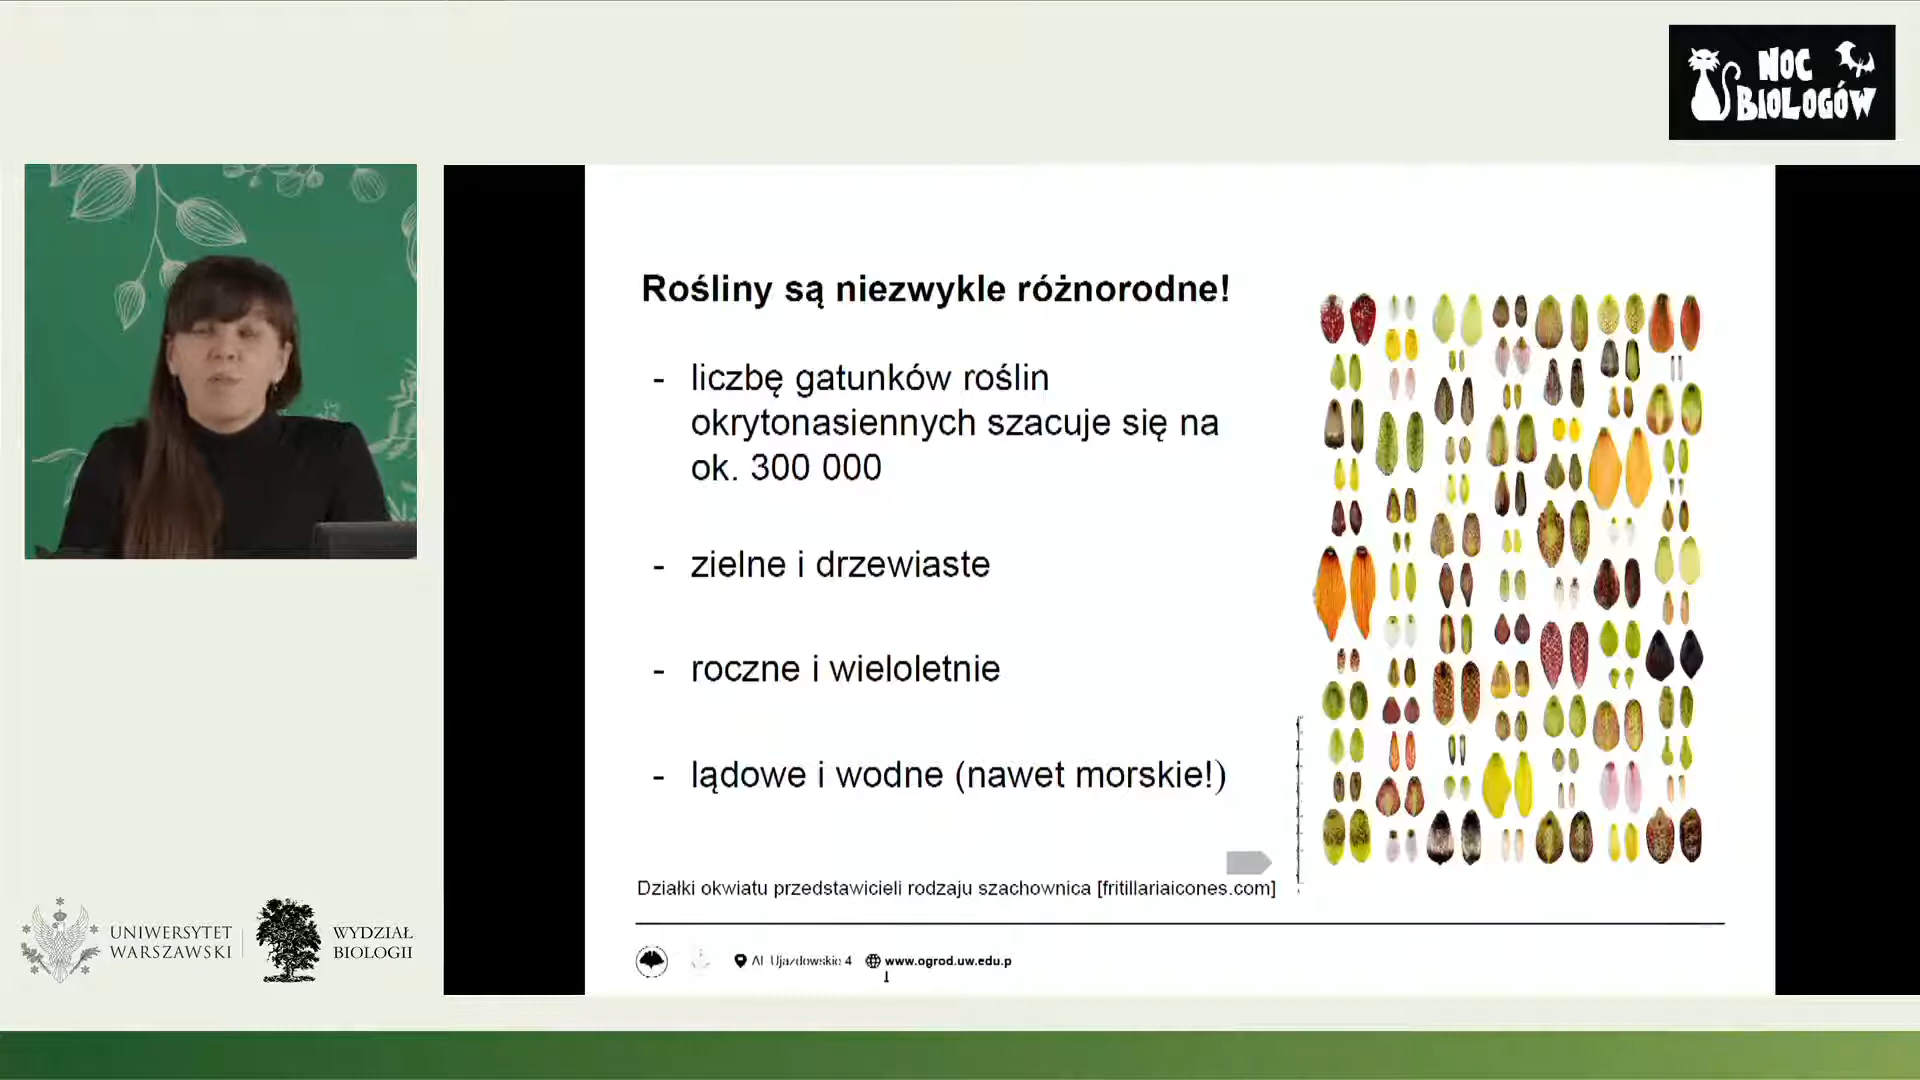 NOC
BIOLOGÓW
Rośliny są niezwykle różnorodne!
- liczbę gatunków roślin
okrytonasiennych szacuje się na
ok. 300 000
- zielne i drzewiaste
- roczne i wieloletnie
- lądowe i wodne (nawet morskie!)
Działki okwiatu przedstawicieli rodzaju szachownica [fritillariaicones.com]
Al. Ujazdowskie 4 www.ogrod.uw.edu.p
l
UNIWERSYTET
WARSZAWSKI
WYDZIAŁ
BIOLOGII